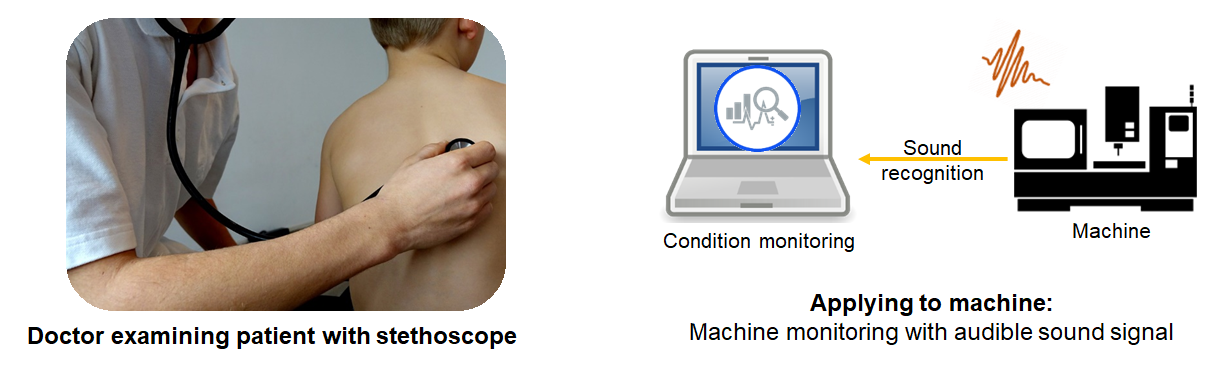 Doctor examining patient with stethoscope
Sound
recognition
Condition monitoring
Machine
Applying to machine:
Machine monitoring with audible sound signal